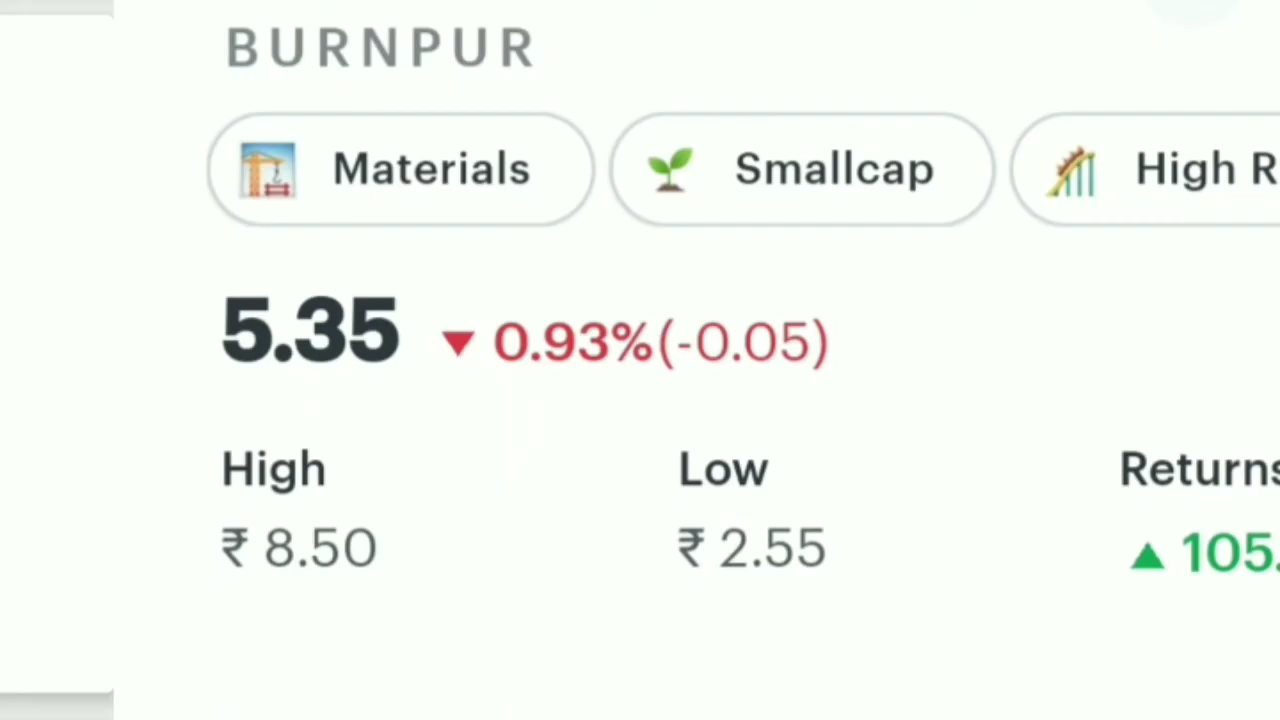 BURNPUR
Materials Smallcap High R
5.35 ▼ 0.93%(-0.05)
High Low Returns
₹ 8.50 ₹ 2.55 ▲ 105.